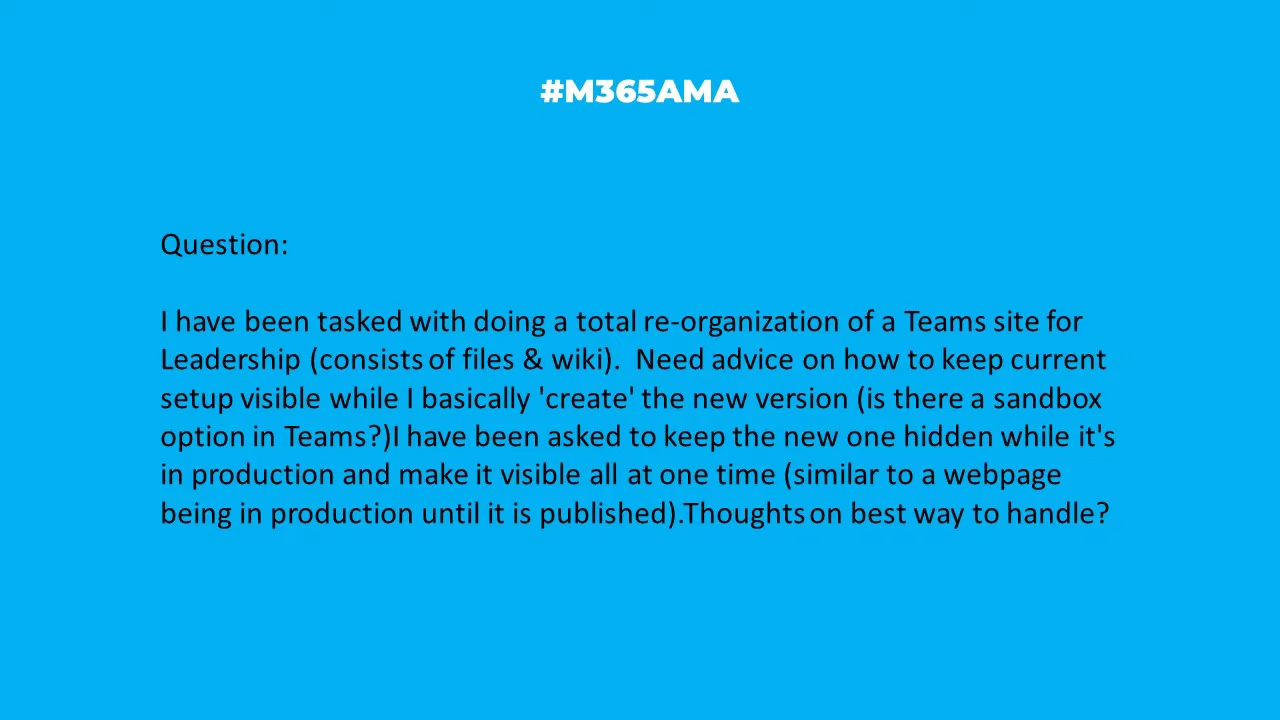 #M365AMA
Question:
I have been tasked with doing a total re-organization of a Teams site for
Leadership (consists of files & wiki).  Need advice on how to keep current
setup visible while I basically 'create' the new version (is there a sandbox
option in Teams?)I have been asked to keep the new one hidden while it's
in production and make it visible all at one time (similar to a webpage
being in production until it is published).Thoughts on best way to handle?